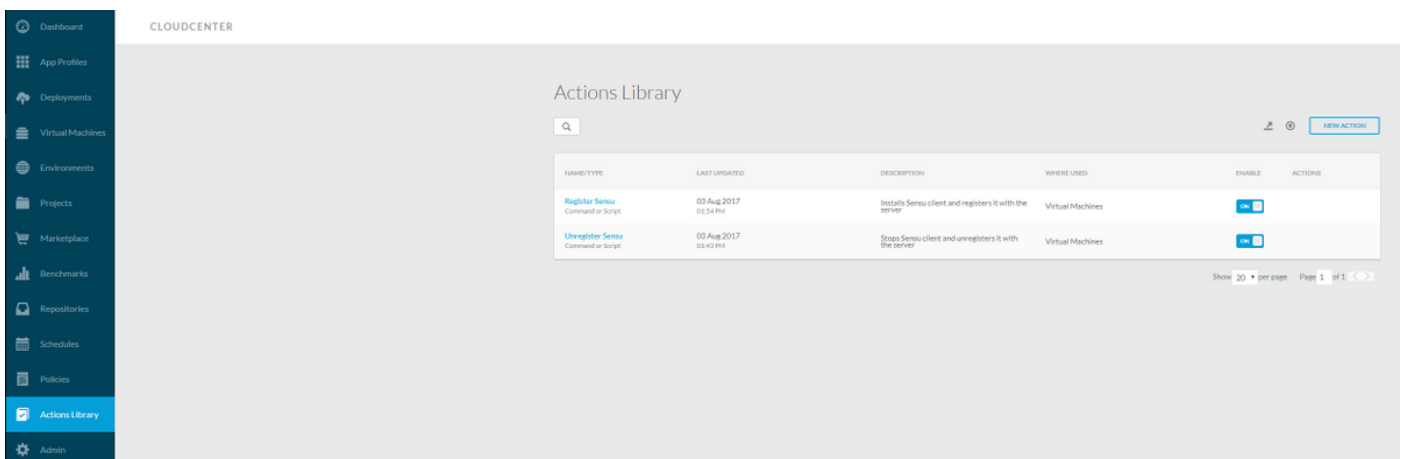 Dashboard
CLOUDCENTER
App Profiles
Deployments
Virtual Machines
Environments
Projects
Marketplace
Benchmarks
Repositories
Schedules
Policies
Actions Library
Admin
Actions Library
NEW ACTION
NAME/TYPE LAST UPDATED DESCRIPTION WHERE USED ENABLE ACTIONS
Register Sensu 03 Aug 2017 Installs Sensu client and registers it with the Virtual Machines ON
Command or Script 01:54 PM server
Unregister Sensu 03 Aug 2017 Stops Sensu client and unregisters it with Virtual Machines ON
Command or Script 01:43 PM the server
Show 20 per page Page 1 of 1